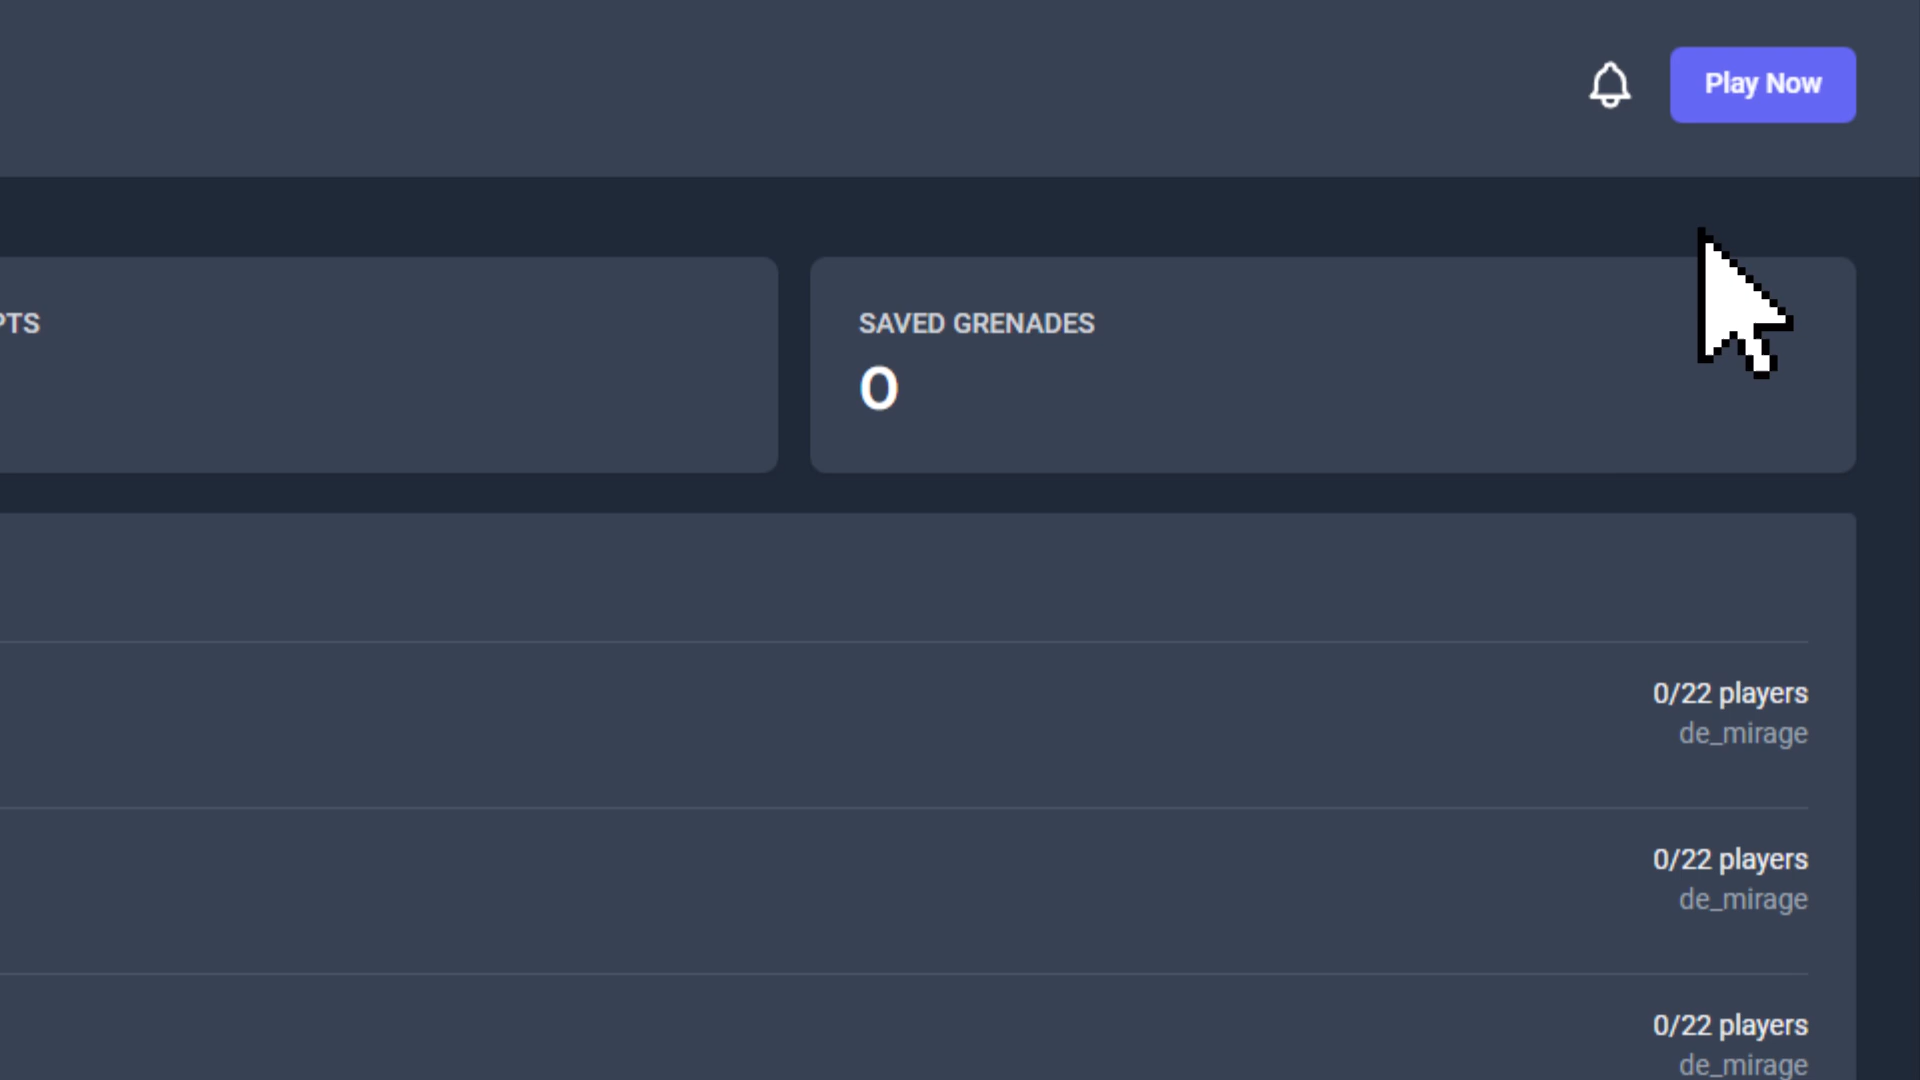 Play Now
PTS
SAVED GRENADES
0
0/22 players
de_mirage
0/22 players
de_mirage
0/22 players
de_mirage